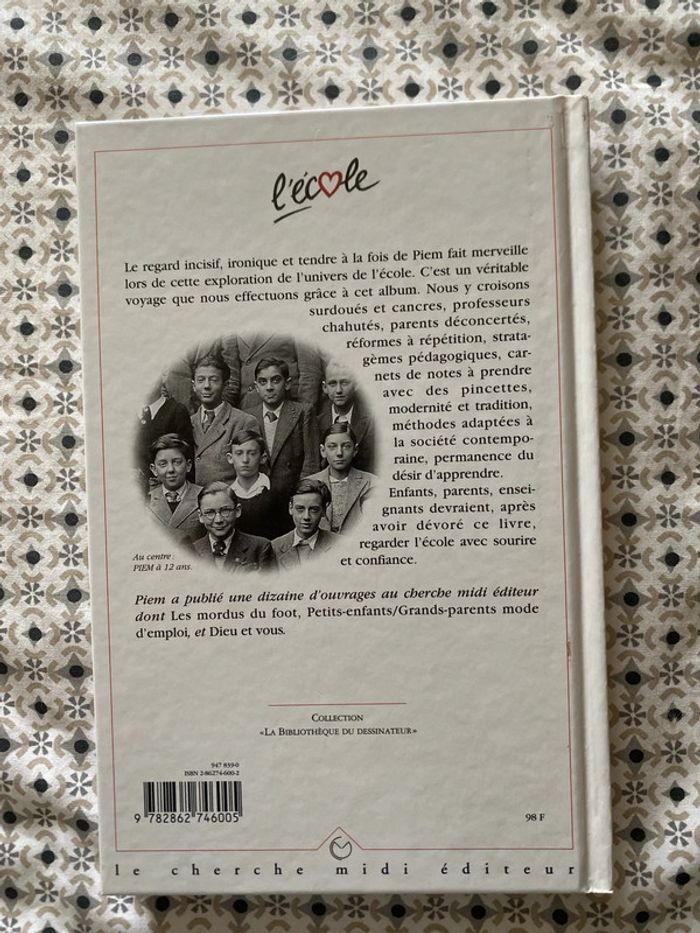 l'école
Le regard incisif, ironique et tendre à la fois de Piem fait merveille
lors de cette exploration de l'univers de l'école. C'est un véritable
voyage que nous effectuons grâce à cet album. Nous y croisons
surdoués et cancres, professeurs
chahutés, parents déconcertés,
réformes à répétition, strata-
gèmes pédagogiques, car-
nets de notes à prendre
avec des pincettes,
modernité et tradition,
méthodes adaptées à
la société contempo-
raine, permanence du
désir d'apprendre.
Enfants, parents, ensei-
gnants devraient, après
avoir dévoré ce livre,
regarder l'école avec sourire
et confiance.
Au centre :
PIEM à 12 ans.
Piem a publié une dizaine d'ouvrages au cherche midi éditeur
dont Les mordus du foot, Petits-enfants/Grands-parents mode
d'emploi, et Dieu et vous.
COLLECTION
«LA BIBLIOTHÈQUE DU DESSINATEUR»
947 839-0
ISBN 2-86274-600-2
9 782862 746005
98 F
le cherche midi éditeur